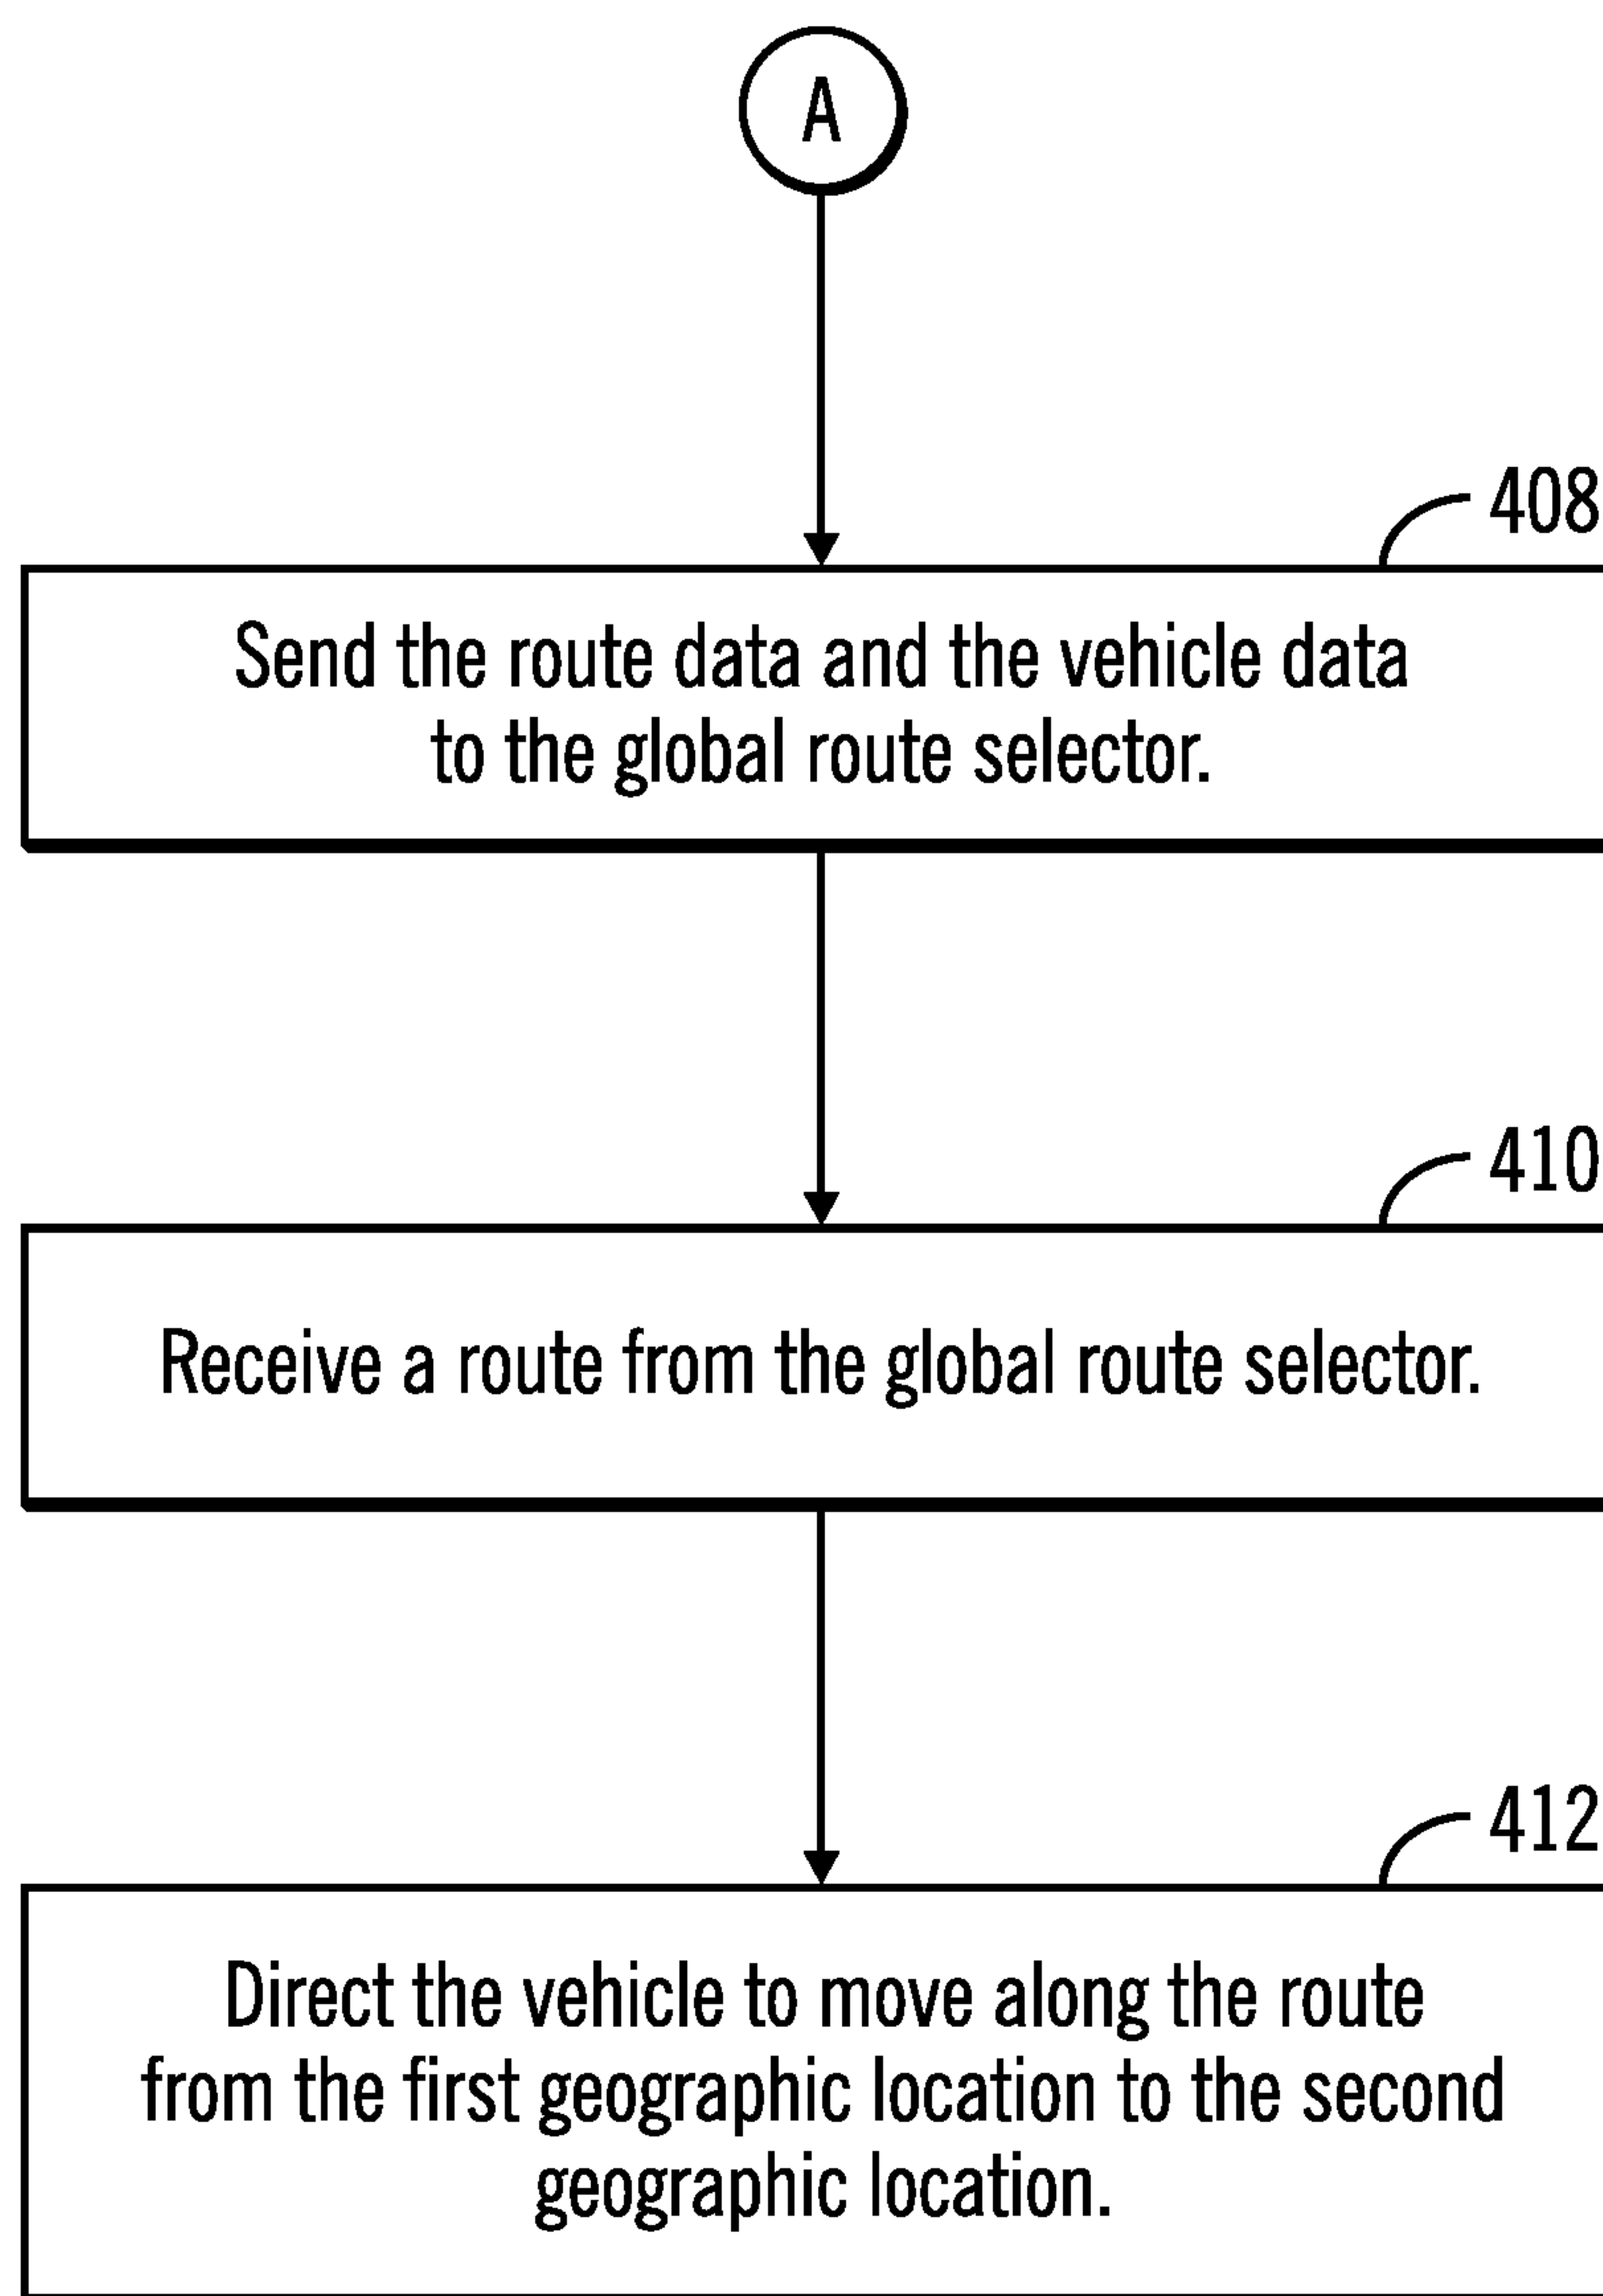 A
408
Send the route data and the vehicle data
to the global route selector.
410
Receive a route from the global route selector.
412
Direct the vehicle to move along the route
from the first geographic location to the second
geographic location.